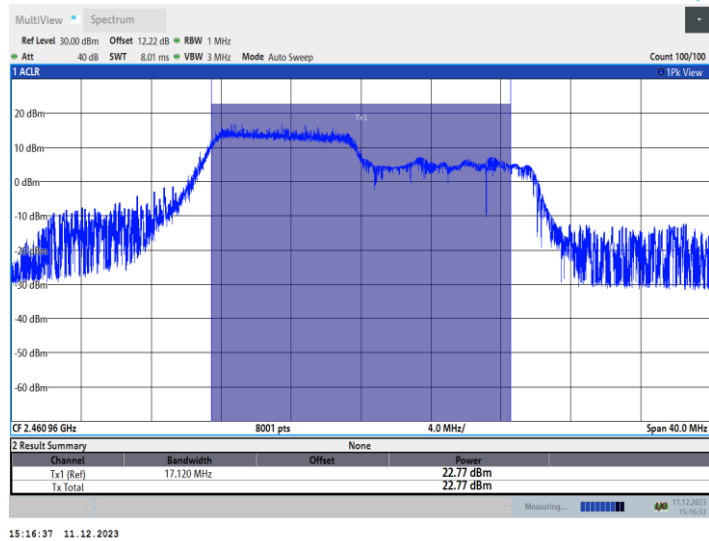 MultiView Spectrum
Ref Level 30.00 dBm Offset 12.22 dB RBW 1 MHz
Att 40 dB SWT 8.01 ms VBW 3 MHz Mode Auto Sweep Count 100/100
1 ACLR 1Pk View
Tx1
20 dBm
10 dBm
0 dBm
-10 dBm
-20 dBm
-30 dBm
-40 dBm
-50 dBm
-60 dBm
CF 2.460 96 GHz 8001 pts 4.0 MHz/ Span 40.0 MHz
2 Result Summary None
Channel Bandwidth Offset Power
Tx1 (Ref) 17.120 MHz 22.77 dBm
Tx Total 22.77 dBm
Measuring... 11.12.2023
15:16:37
15:16:37 11.12.2023